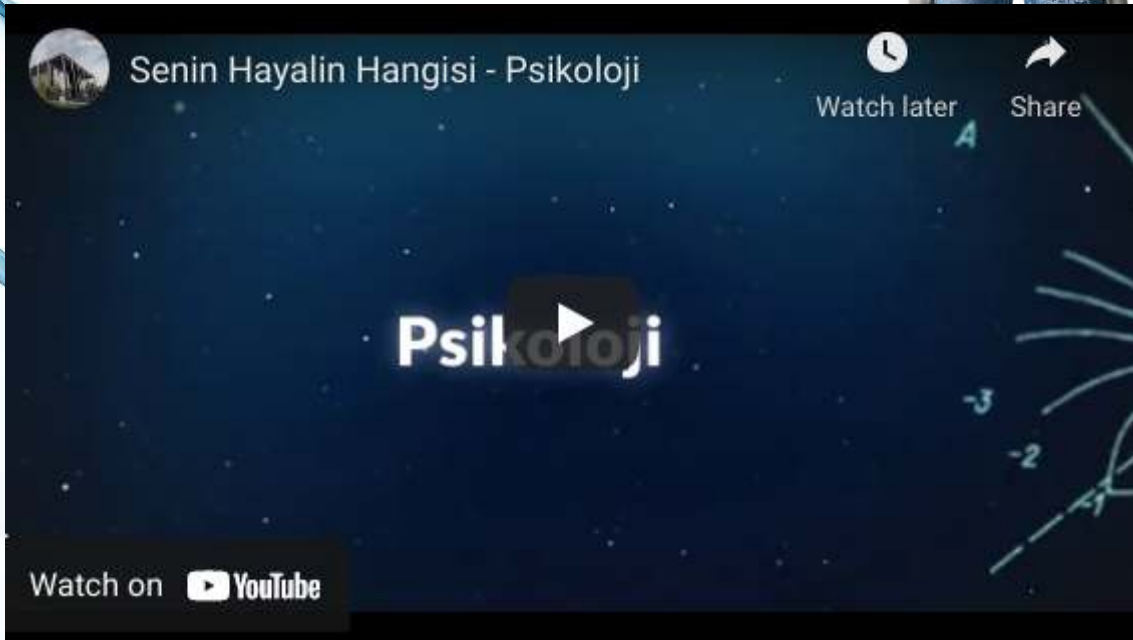 Senin Hayalin Hangisi - Psikoloji
Watch later
Share
A
Psikoloji
-3
-2
-1
Watch on YouTube